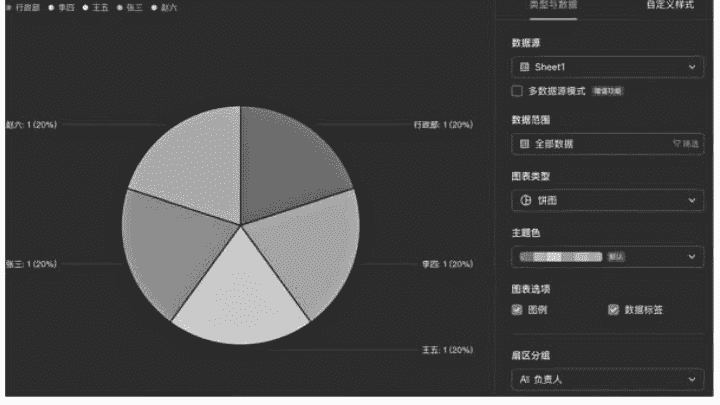 行政部 李四 王五 张三 赵六
赵六: 1 (20%)
行政部: 1 (20%)
张三: 1 (20%)
李四: 1 (20%)
王五: 1 (20%)
类型与数据 自定义样式
数据源
Sheet1
多数据源模式 增值功能
数据范围
全部数据 筛选
图表类型
饼图
主题色
默认
图表选项
图例 数据标签
扇区分组
A≡ 负责人